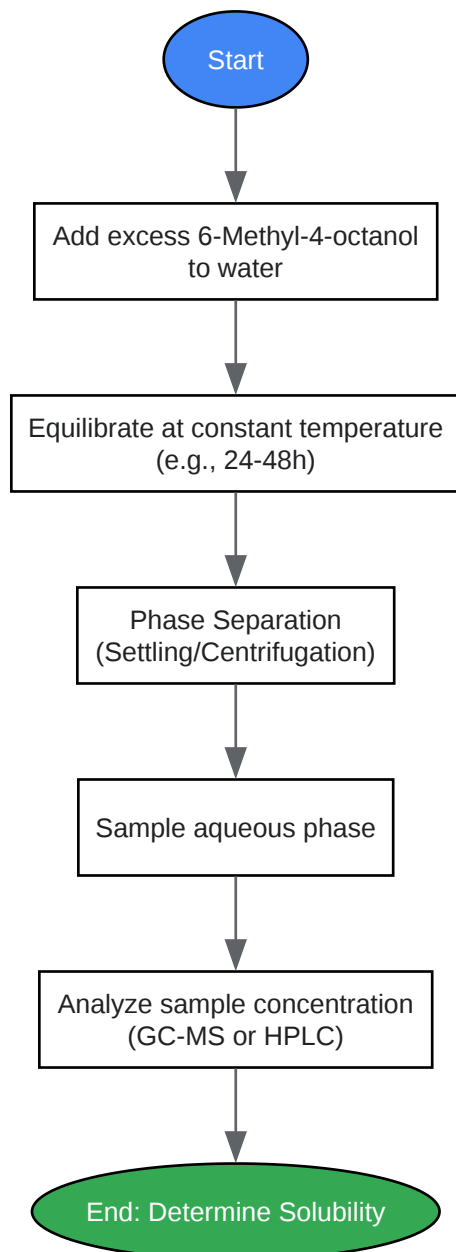 Start
Add excess 6-Methyl-4-octanol
to water
Equilibrate at constant temperature
(e.g., 24-48h)
Phase Separation
(Settling/Centrifugation)
Sample aqueous phase
Analyze sample concentration
(GC-MS or HPLC)
End: Determine Solubility